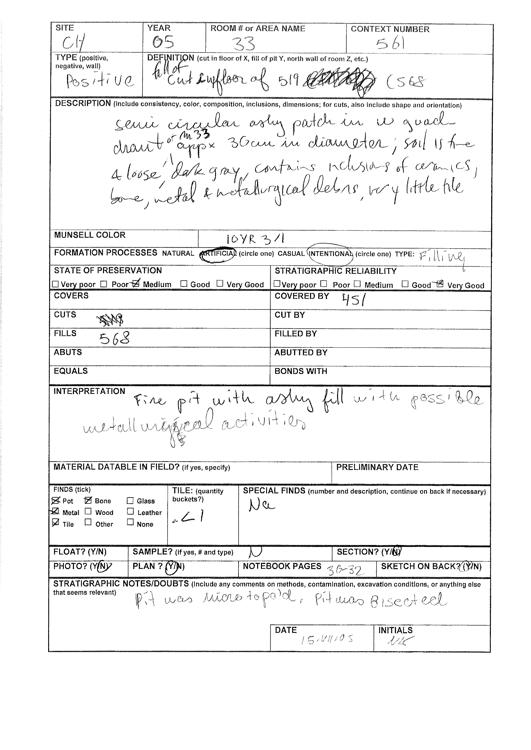 SITE YEAR ROOM # or AREA NAME CONTEXT NUMBER
CH 05 33 561
TYPE (positive, negative, wall) DEFINITION (cut in floor of X, fill of pit Y, north wall of room Z, etc.)
Positive fill of cut in floor of 519 (568
DESCRIPTION (Include consistency, color, composition, inclusions, dimensions; for cuts, also include shape and orientation)
semi circular ashy patch in w quad
drant of m33 appx 36cm in diameter, soil is fine
& loose, dark gray, contains inclusions of ceramics,
bone, metal & metallurgical debris, very little tile
MUNSELL COLOR 10YR 3/1
FORMATION PROCESSES NATURAL ARTIFICIAL (circle one) CASUAL INTENTIONAL (circle one) TYPE: Filling
STATE OF PRESERVATION STRATIGRAPHIC RELIABILITY
Very poor Poor Medium Good Very Good Very poor Poor Medium Good Very Good
COVERS COVERED BY 451
CUTS CUT BY
FILLS 568 FILLED BY
ABUTS ABUTTED BY
EQUALS BONDS WITH
INTERPRETATION Fire pit with ashy fill with possible
metallurgical activities
MATERIAL DATABLE IN FIELD? (if yes, specify) PRELIMINARY DATE
FINDS (tick) TILE: (quantity buckets?) SPECIAL FINDS (number and description, continue on back if necessary)
Pot Bone Glass <1 Na
Metal Wood Leather
Tile Other None
FLOAT? (Y/N) SAMPLE? (if yes, # and type) N SECTION? (Y/N)
PHOTO? (Y/N) PLAN ? (Y/N) NOTEBOOK PAGES 30-32 SKETCH ON BACK? (Y/N)
STRATIGRAPHIC NOTES/DOUBTS (Include any comments on methods, contamination, excavation conditions, or anything else that seems relevant)
Pit was Pit was Bisected
DATE INITIALS
15.VII.05